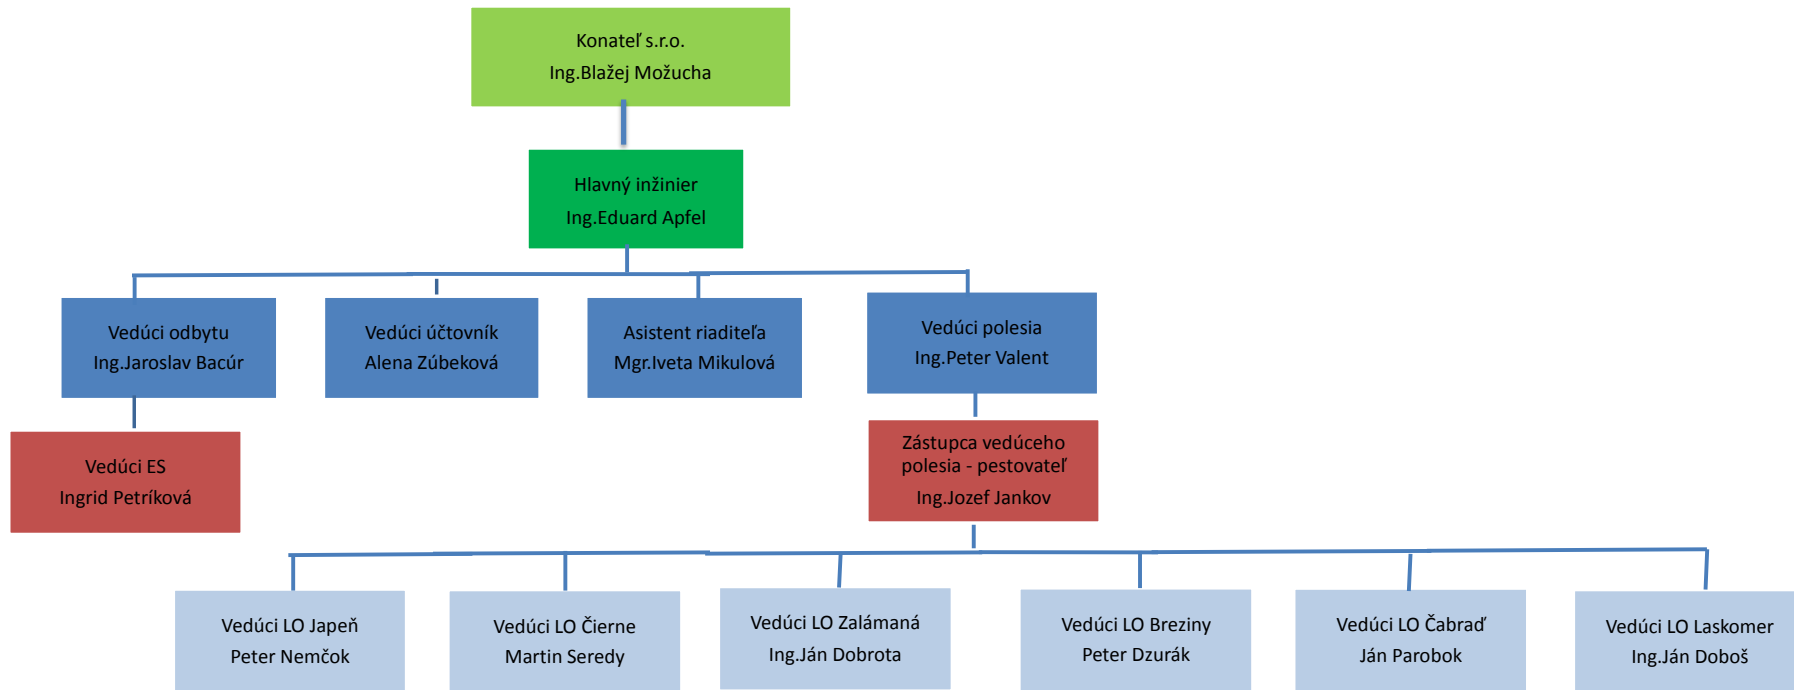 Konateľ s.r.o.
Ing.Blažej Možucha
Hlavný inžinier
Ing.Eduard Apfel
Vedúci odbytu
Ing.Jaroslav Bacúr
Vedúci účtovník
Alena Zúbeková
Asistent riaditeľa
Mgr.Iveta Mikulová
Vedúci polesia
Ing.Peter Valent
Vedúci ES
Ingrid Petríková
Zástupca vedúceho
polesia - pestovateľ
Ing.Jozef Jankov
Vedúci LO Japeň
Peter Nemčok
Vedúci LO Čierne
Martin Seredy
Vedúci LO Zalámaná
Ing.Ján Dobrota
Vedúci LO Breziny
Peter Dzurák
Vedúci LO Čabraď
Ján Parobok
Vedúci LO Laskomer
Ing.Ján Doboš